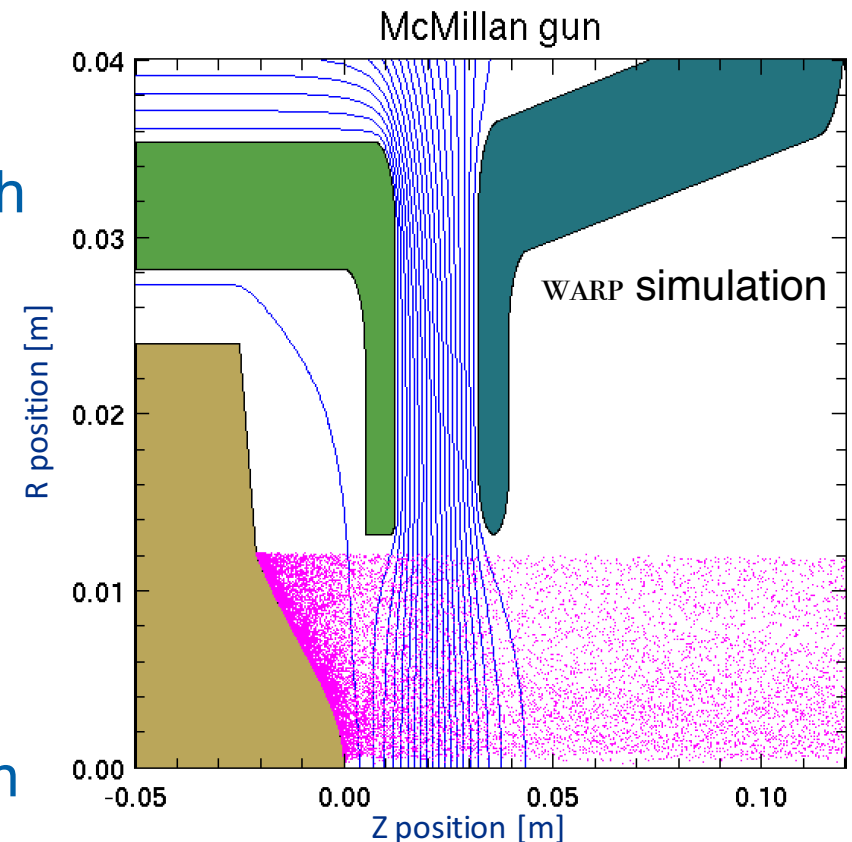 McMillan gun
0.04
h
0.03
WARP simulation
R position [m]
0.02
0.01
n
0.00
-0.05
0.00
0.05
0.10
Z position [m]